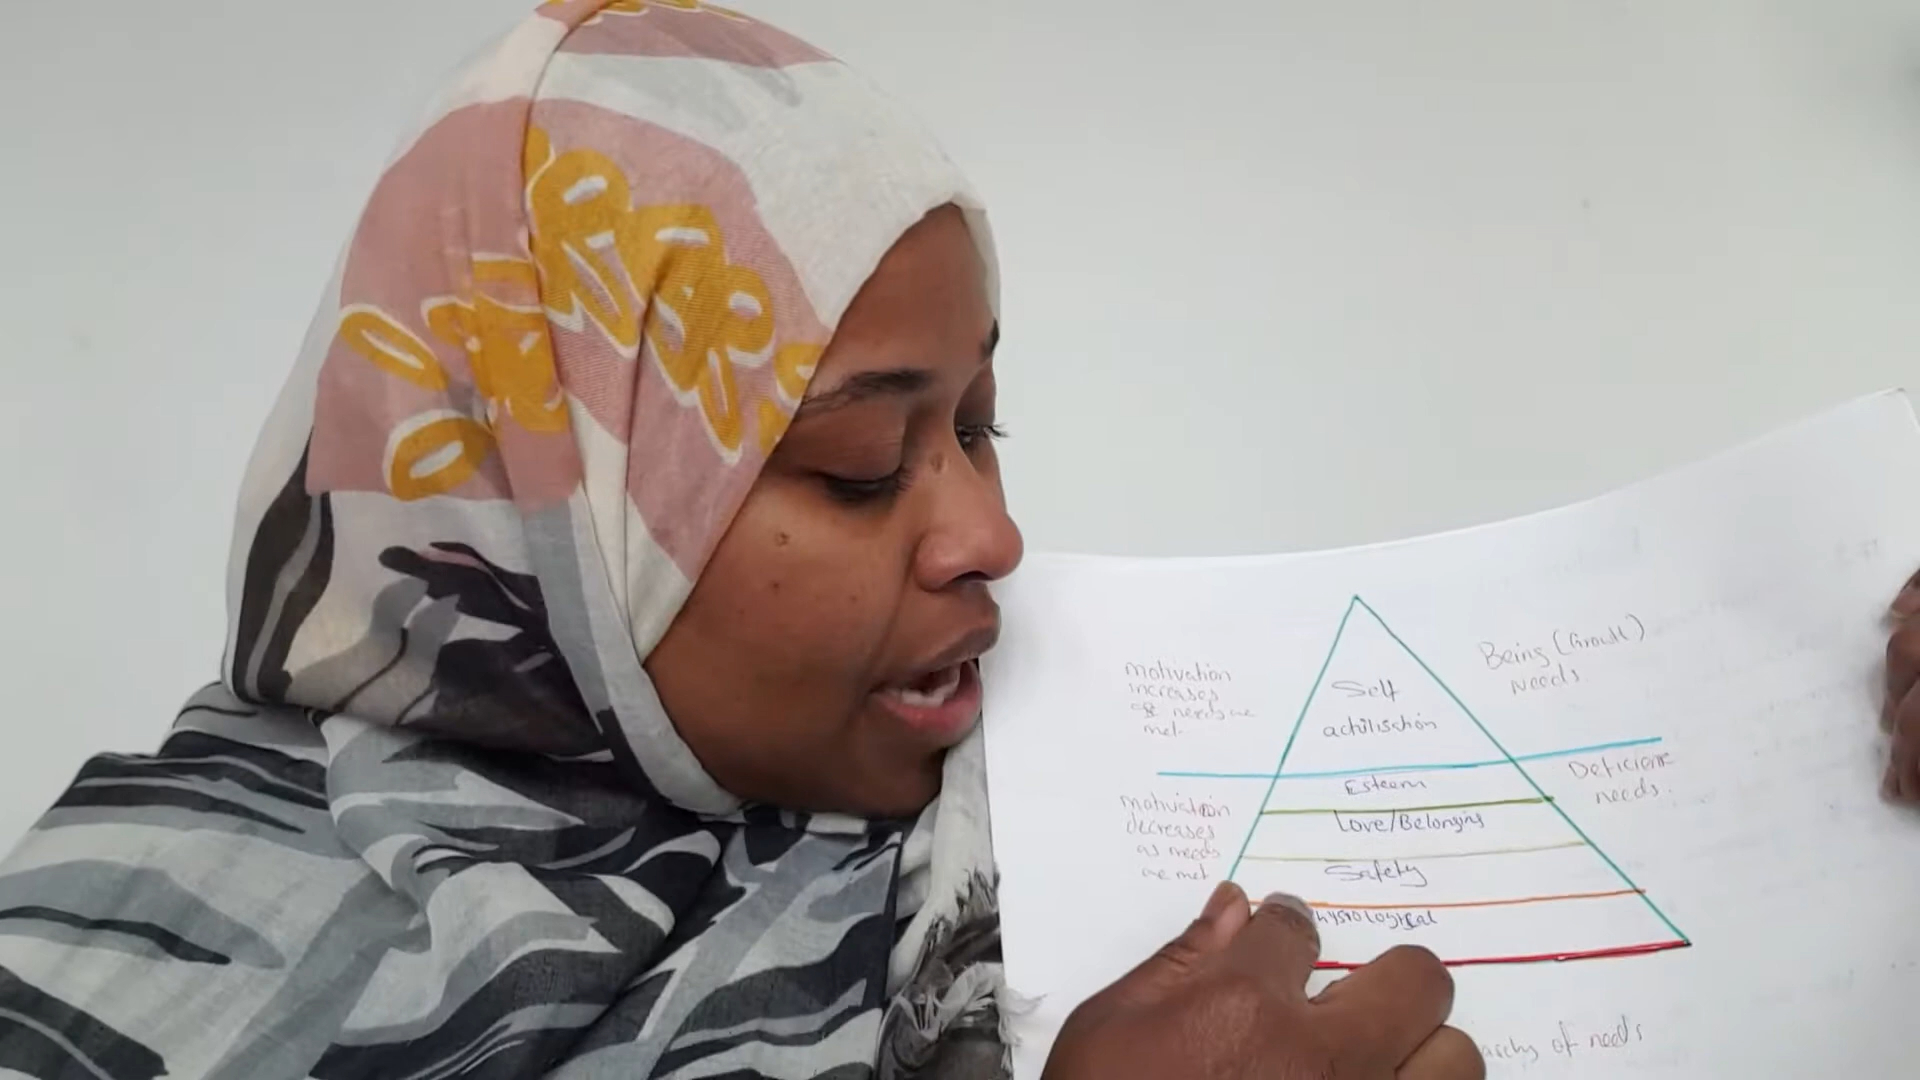 Being (Growth)
Needs
motivation
increases
as needs are
met.
Self
actilisation
Esteem
Deficient
needs.
Love/Belonging
motivation
decreases
as needs
are met
Safety
hysiological
archy of needs